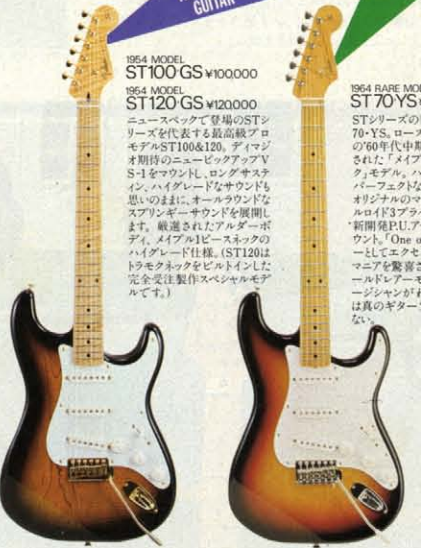 GUITAR
1954 MODEL
ST100·GS ¥100,000
1954 MODEL
ST120·GS ¥120,000
ニュースペックで登場のSTシ
リーズを代表する最高級プロ
モデルST100&120。ディマジ
オ期待のニューピックアップV
S-1をマウントし、ロングサステ
ィン、ハイグレードなサウンドも
思いのままに、オールラウンドな
スプリンギーサウンドを展開し
ます。厳選されたアルダーボ
ディ、メイプル1ピースネックの
ハイグレード仕様。(ST120は
トラモクネックをビルトインした
完全受注製作スペシャルモデ
ルです。)
1964 RARE MODEL
ST70·YS
STシリーズの
70·YS。ローズ
の'60年代中期
された「メイプ
ク」モデル。ハ
パーフェクトな
オリジナルのマ
ルロイド3プライ
新開発P.U.ア
ウント。「One o
ーとしてエクセ
マニアを驚喜さ
ールドレアーモ
ージシャンが
は真のギター
ない。